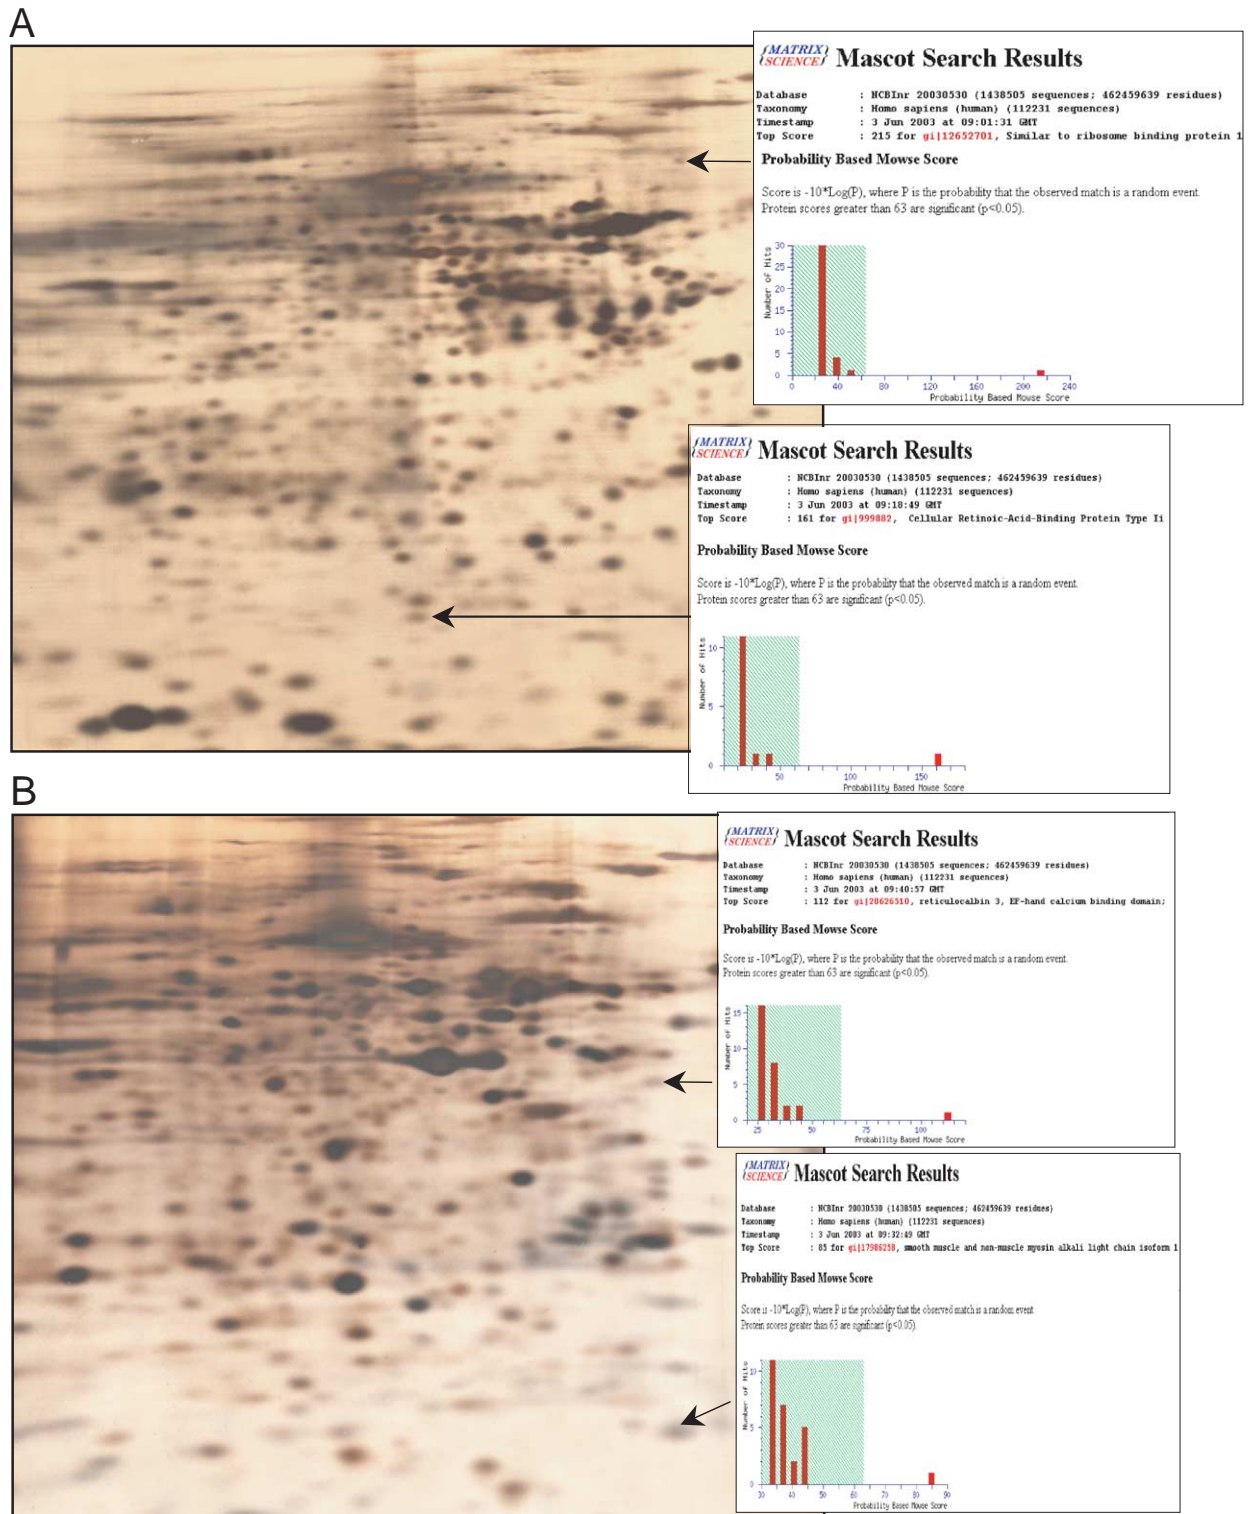 A
{MATRIX}
{SCIENCE} Mascot Search Results
Database : NCBInr 20030530 (1438505 sequences; 462459639 residues)
Taxonomy : Homo sapiens (human) (112231 sequences)
Timestamp : 3 Jun 2003 at 09:01:31 GMT
Top Score : 215 for gi|12652701, Similar to ribosome binding protein 1
Probability Based Mowse Score
Score is -10*Log(P), where P is the probability that the observed match is a random event.
Protein scores greater than 63 are significant (p<0.05).
Number of Hits
30
25
20
15
10
5
0
0 40 80 120 160 200 240
Probability Based Mowse Score
{MATRIX}
{SCIENCE} Mascot Search Results
Database : NCBInr 20030530 (1438505 sequences; 462459639 residues)
Taxonomy : Homo sapiens (human) (112231 sequences)
Timestamp : 3 Jun 2003 at 09:18:49 GMT
Top Score : 161 for gi|999882, Cellular Retinoic-Acid-Binding Protein Type Ii
Probability Based Mowse Score
Score is -10*Log(P), where P is the probability that the observed match is a random event.
Protein scores greater than 63 are significant (p<0.05).
Number of Hits
10
5
0
50 100 150
Probability Based Mowse Score
B
{MATRIX}
{SCIENCE} Mascot Search Results
Database : NCBInr 20030530 (1438505 sequences; 462459639 residues)
Taxonomy : Homo sapiens (human) (112231 sequences)
Timestamp : 3 Jun 2003 at 09:40:57 GMT
Top Score : 112 for gi|28626510, reticulocalbin 3, EF-hand calcium binding domain;
Probability Based Mowse Score
Score is -10*Log(P), where P is the probability that the observed match is a random event.
Protein scores greater than 63 are significant (p<0.05).
Number of Hits
15
10
5
0
25 50 75 100
Probability Based Mowse Score
{MATRIX}
{SCIENCE} Mascot Search Results
Database : NCBInr 20030530 (1438505 sequences; 462459639 residues)
Taxonomy : Homo sapiens (human) (112231 sequences)
Timestamp : 3 Jun 2003 at 09:32:49 GMT
Top Score : 85 for gi|17986258, smooth muscle and non-muscle myosin alkali light chain isoform 1
Probability Based Mowse Score
Score is -10*Log(P), where P is the probability that the observed match is a random event
Protein scores greater than 63 are significant (p<0.05).
Number of Hits
10
5
0
30 40 50 60 70 80 90
Probability Based Mowse Score